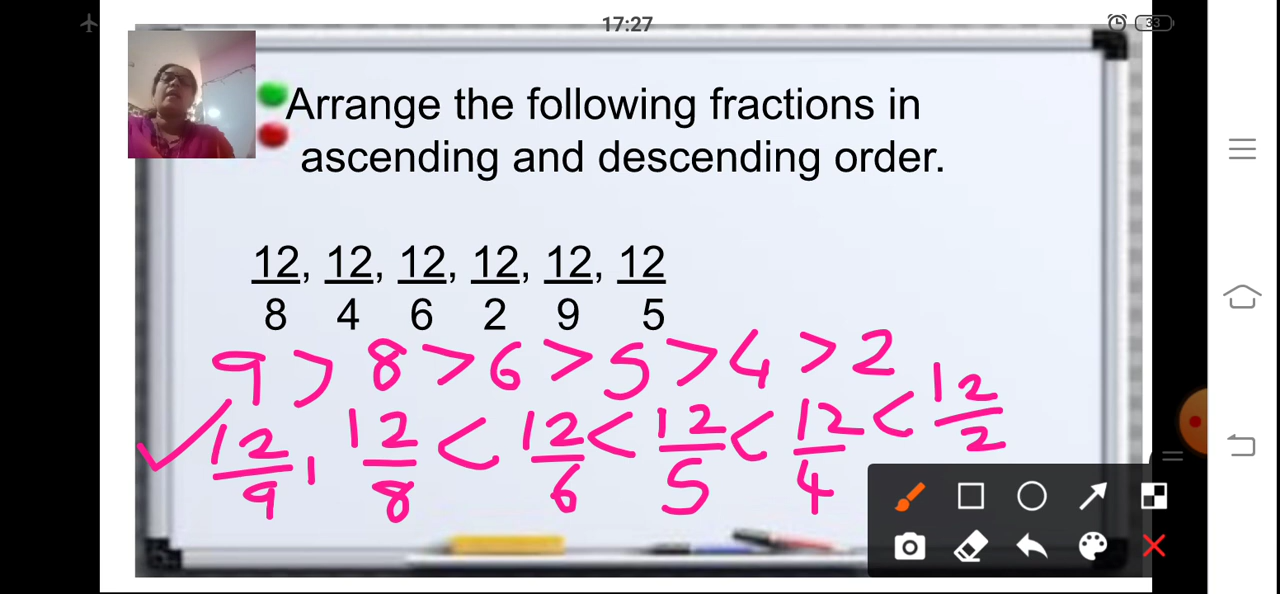 17:27
33
Arrange the following fractions in
ascending and descending order.
12, 12, 12, 12, 12, 12
8 4 6 2 9 5
9 > 8 > 6 > 5 > 4 > 2
12/9, 12/8 < 12/6 < 12/5 < 12/4 < 12/2